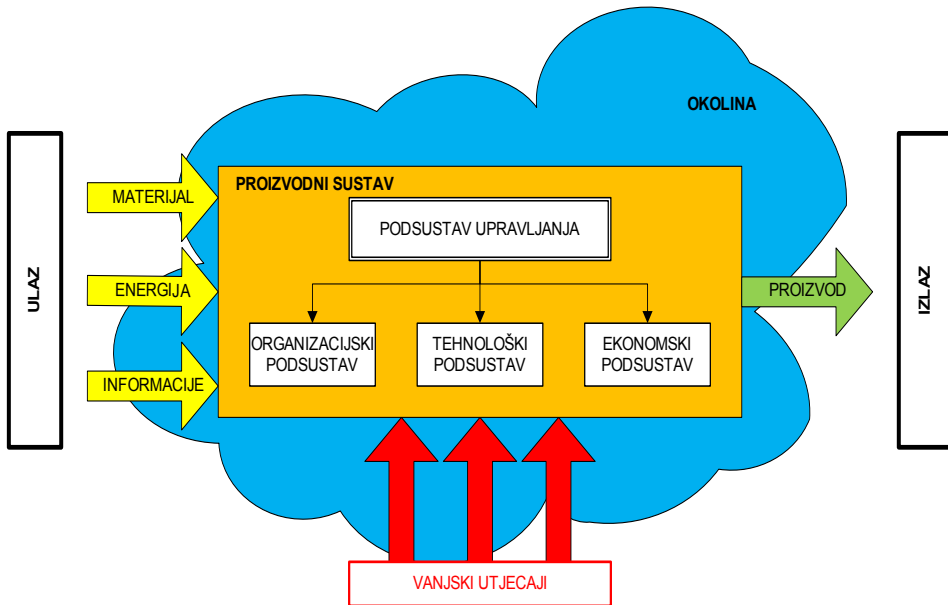 OKOLINA
ULAZ
MATERIJAL
ENERGIJA
INFORMACIJE
PROIZVODNI SUSTAV
PODSUSTAV UPRAVLJANJA
ORGANIZACIJSKI
PODSUSTAV
TEHNOLOŠKI
PODSUSTAV
EKONOMSKI
PODSUSTAV
PROIZVOD
IZLAZ
VANJSKI UTJECAJI